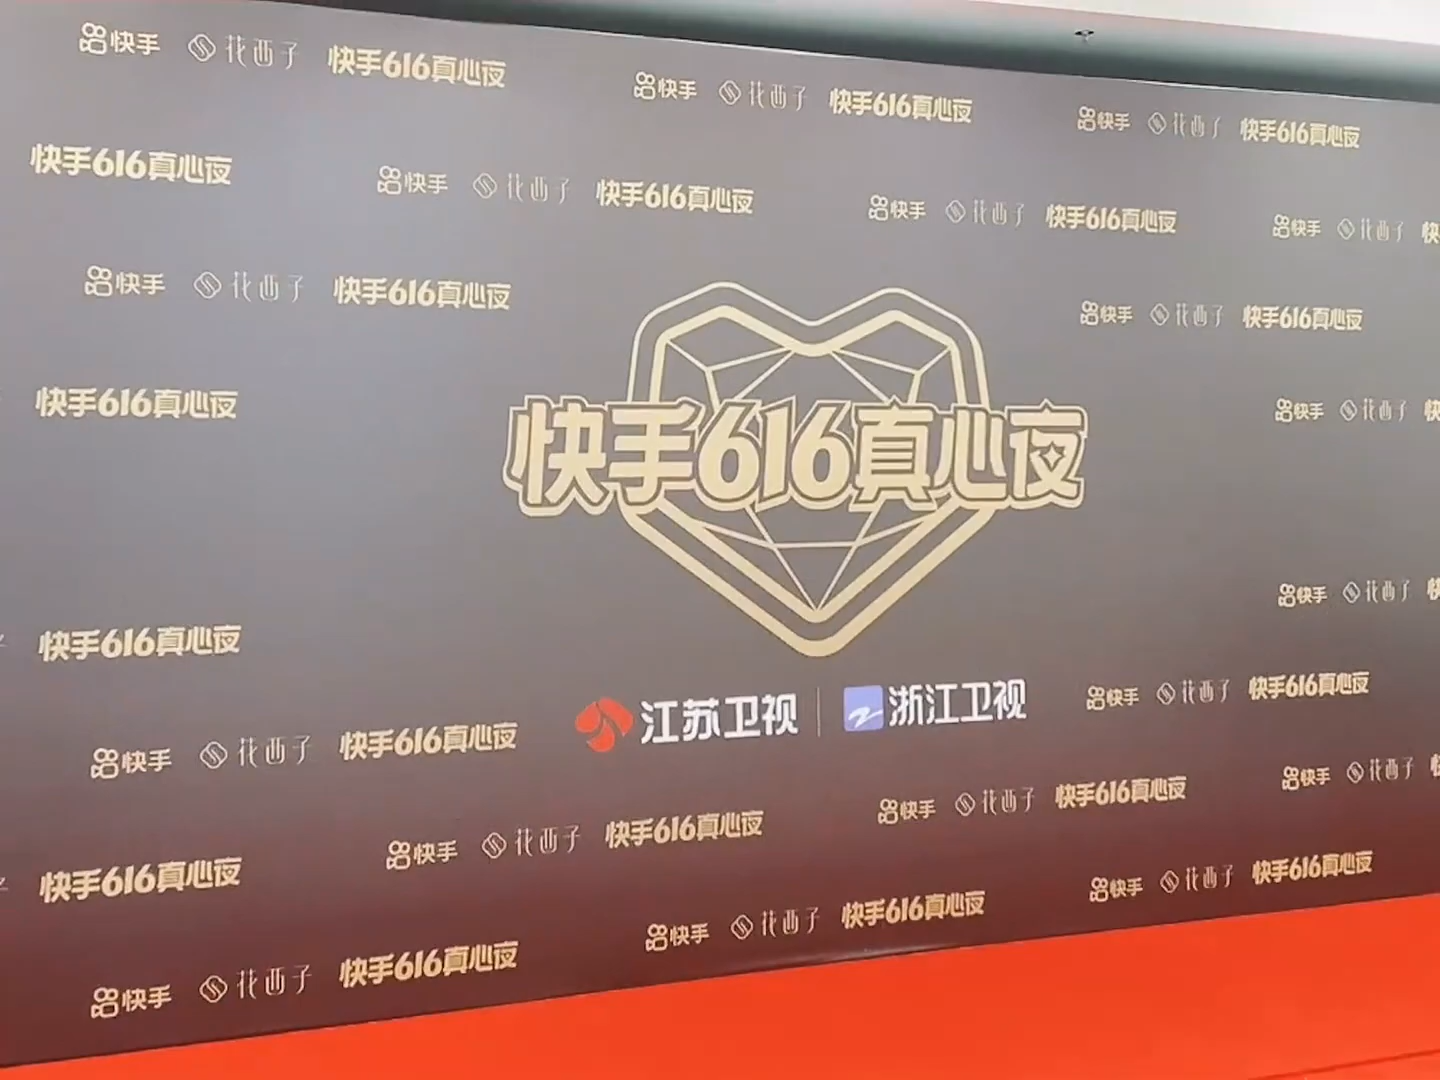 快手 花西子 快手616真心夜 快手 花西子 快手616真心夜 快手 花西子 快手616真心夜
快手616真心夜 快手 花西子 快手616真心夜 快手 花西子 快手616真心夜 快手 花西子 快
快手 花西子 快手616真心夜 快手 花西子 快手616真心夜
快手616真心夜 快手 花西子 快
快手616真心夜
快手616真心夜 快手 花西子 快
江苏卫视 浙江卫视
快手 花西子 快手616真心夜 快手 花西子 快手616真心夜
快手616真心夜 快手 花西子 快手616真心夜 快手 花西子 快手616真心夜 快手 花西子 快
快手 花西子 快手616真心夜 快手 花西子 快手616真心夜 快手 花西子 快手616真心夜